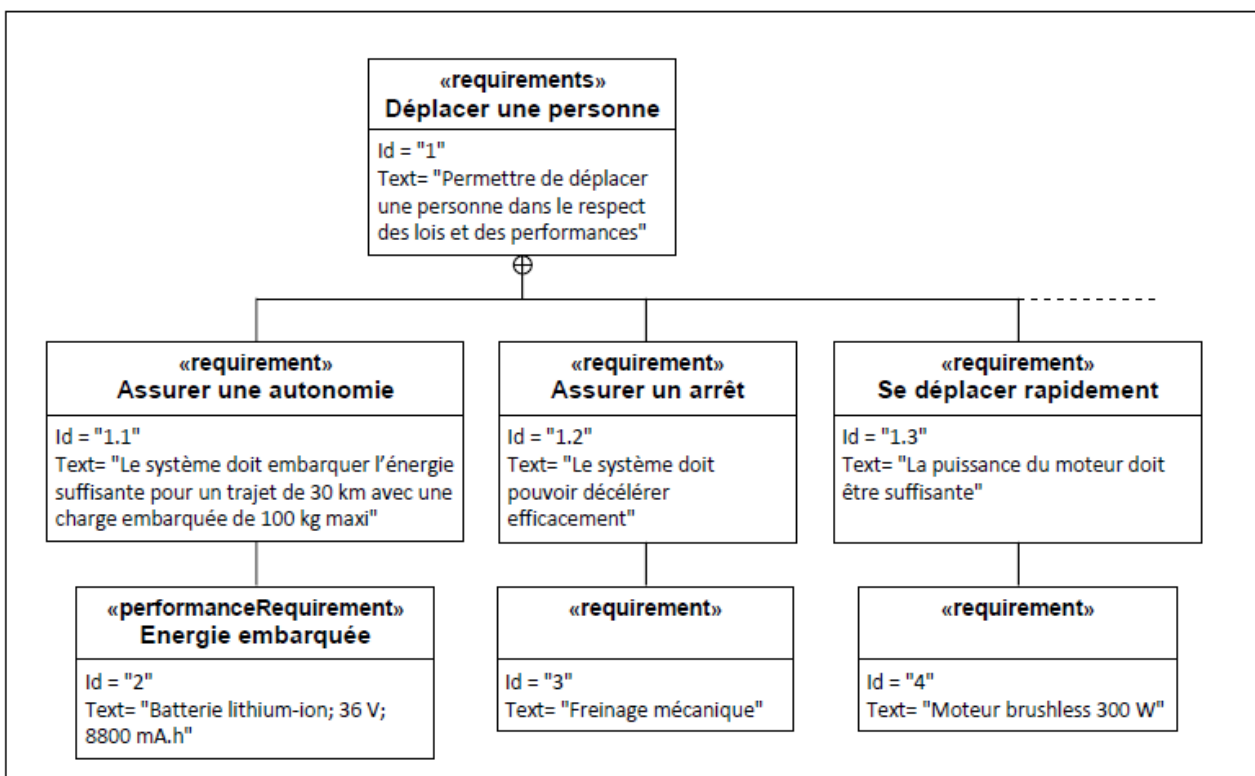 «requirements»
Déplacer une personne
Id = "1"
Text= "Permettre de déplacer
une personne dans le respect
des lois et des performances"
«requirement»
Assurer une autonomie
Id = "1.1"
Text= "Le système doit embarquer l’énergie
suffisante pour un trajet de 30 km avec une
charge embarquée de 100 kg maxi"
«requirement»
Assurer un arrêt
Id = "1.2"
Text= "Le système doit
pouvoir décélérer
efficacement"
«requirement»
Se déplacer rapidement
Id = "1.3"
Text= "La puissance du moteur doit
être suffisante"
«performanceRequirement»
Energie embarquée
Id = "2"
Text= "Batterie lithium-ion; 36 V;
8800 mA.h"
«requirement»
Id = "3"
Text= "Freinage mécanique"
«requirement»
Id = "4"
Text= "Moteur brushless 300 W"